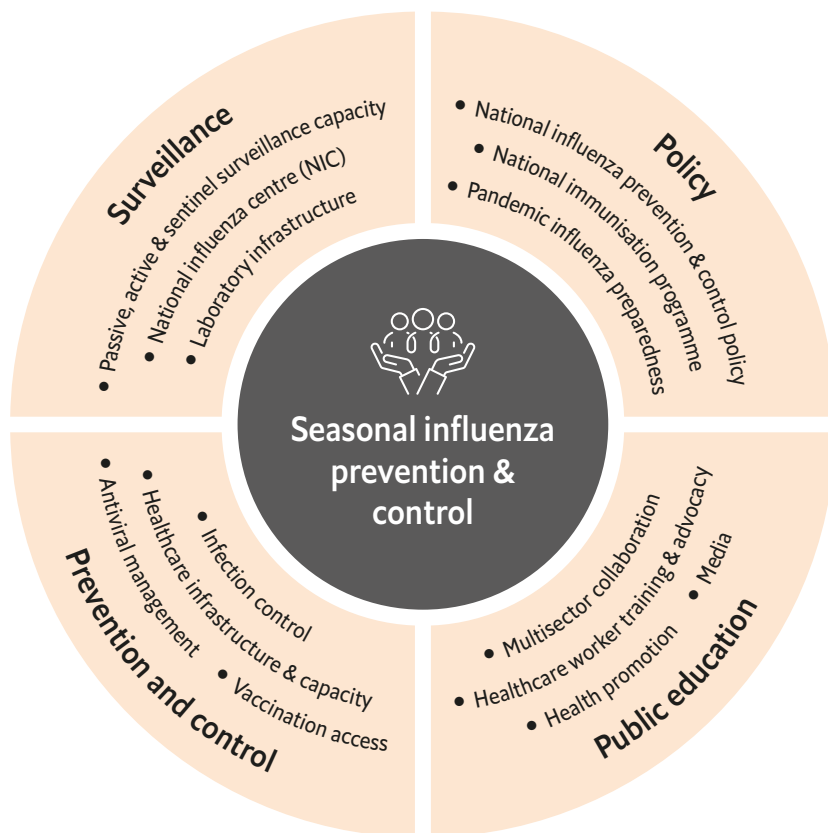 Surveillance
• Passive, active & sentinel surveillance capacity
• National influenza centre (NIC)
• Laboratory infrastructure
Policy
• National influenza prevention & control policy
• National immunisation programme
• Pandemic influenza preparedness
Seasonal influenza
prevention &
control
• Infection control
• Healthcare infrastructure & capacity
• Antiviral management
• Vaccination access
Prevention and control
• Multisector collaboration
• Healthcare worker training & advocacy
• Health promotion
• Media
Public education